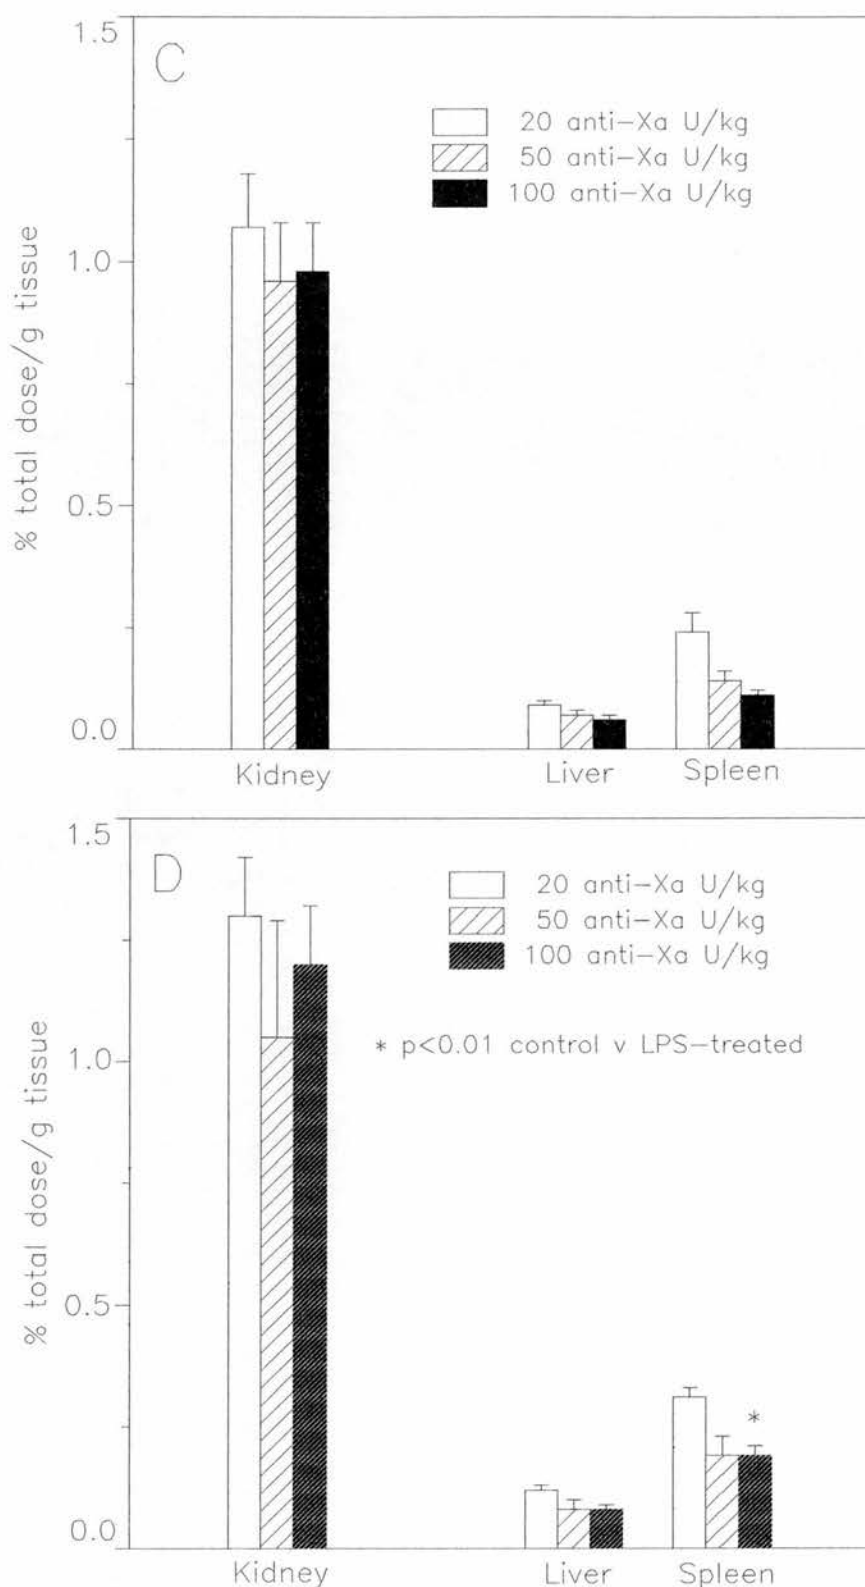 C
1.5
1.0
0.5
0.0
% total dose/g tissue
20 anti-Xa U/kg
50 anti-Xa U/kg
100 anti-Xa U/kg
Kidney Liver Spleen
D
1.5
1.0
0.5
0.0
% total dose/g tissue
20 anti-Xa U/kg
50 anti-Xa U/kg
100 anti-Xa U/kg
* p<0.01 control v LPS-treated
*
Kidney Liver Spleen